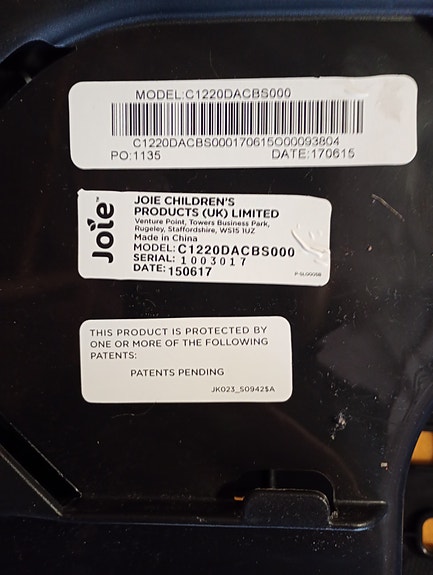 MODEL:C1220DACBS000
C1220DACBS000170615O00093804
PO:1135 DATE:170615
Joie
JOIE CHILDREN'S
PRODUCTS (UK) LIMITED
Venture Point, Towers Business Park,
Rugeley, Staffordshire, WS15 1UZ
Made in China
MODEL: C1220DACBS000
SERIAL: 1003017
DATE: 150617
P-SL0005B
THIS PRODUCT IS PROTECTED BY
ONE OR MORE OF THE FOLLOWING
PATENTS:
PATENTS PENDING
JK023_S09425A